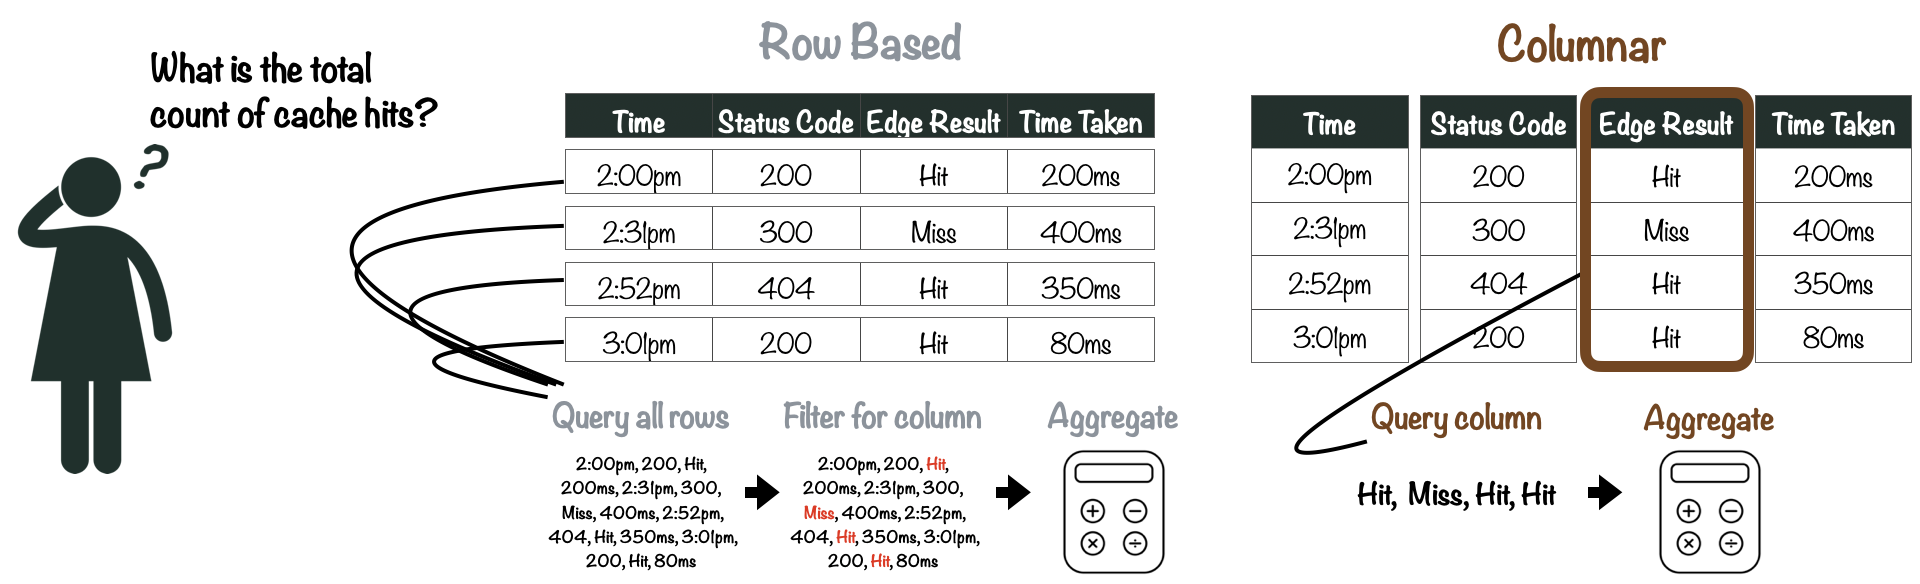 What is the total
count of cache hits?
?
Row Based
Time Status Code Edge Result Time Taken
2:00pm 200 Hit 200ms
2:31pm 300 Miss 400ms
2:52pm 404 Hit 350ms
3:01pm 200 Hit 80ms
Query all rows
2:00pm, 200, Hit,
200ms, 2:31pm, 300,
Miss, 400ms, 2:52pm,
404, Hit, 350ms, 3:01pm,
200, Hit, 80ms
Filter for column
2:00pm, 200, Hit,
200ms, 2:31pm, 300,
Miss, 400ms, 2:52pm,
404, Hit, 350ms, 3:01pm,
200, Hit, 80ms
Aggregate
+ −
× ÷
Columnar
Time Status Code Edge Result Time Taken
2:00pm 200 Hit 200ms
2:31pm 300 Miss 400ms
2:52pm 404 Hit 350ms
3:01pm 200 Hit 80ms
Query column
Hit, Miss, Hit, Hit
Aggregate
+ −
× ÷